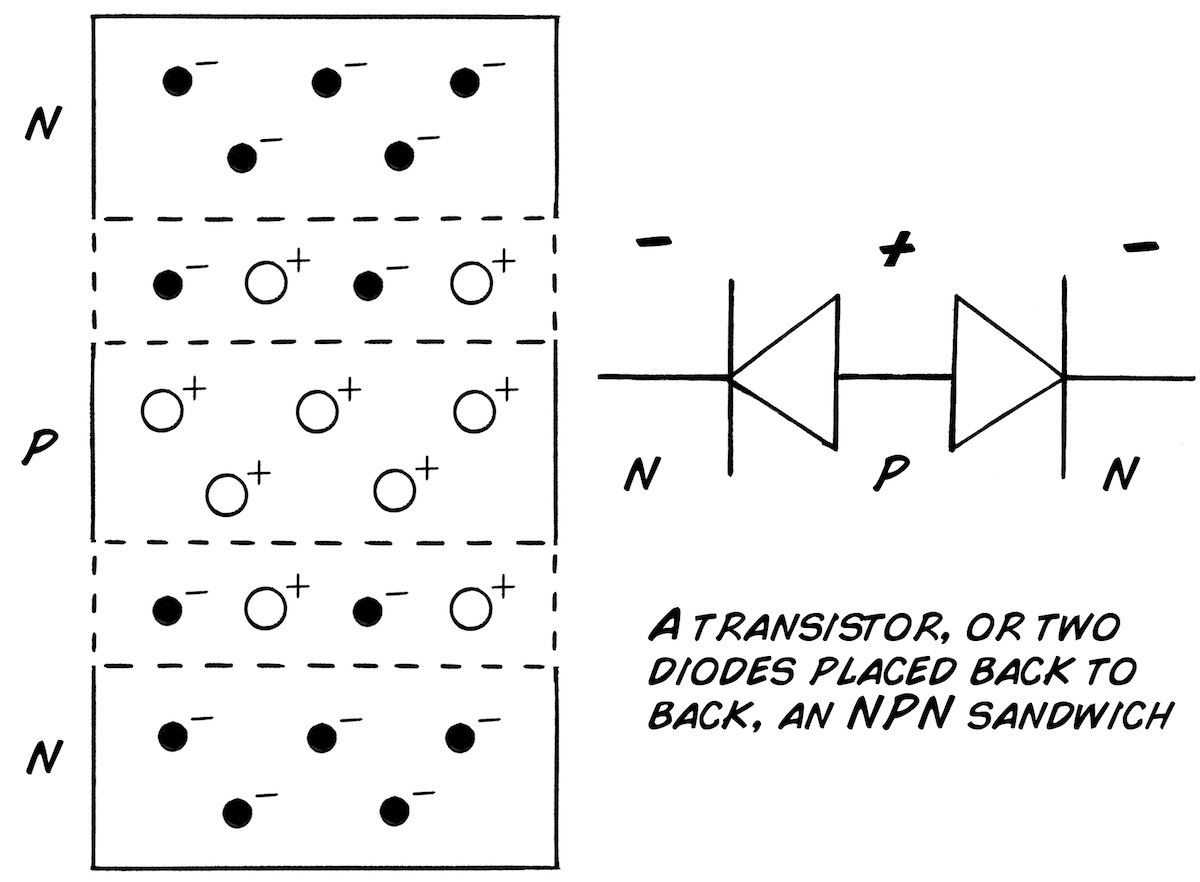 N
P
N
- + -
N P N
A TRANSISTOR, OR TWO
DIODES PLACED BACK TO
BACK, AN NPN SANDWICH